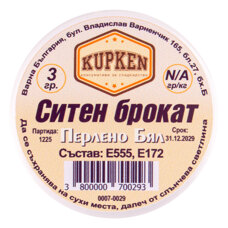 Варна България, бул. Владислав Варненчик 165, бл.27, бх.Б
KUPKEN
консумативи за сладкарство
3
гр.
N/A
гр/кг
Ситен брокат
Перлено Бял
Партида:
1225
Срок:
31.12.2029
Състав: Е555, Е172
3 800000 700293
0007-0029
Да се съхранява на сухи места, далеч от слънчева светлина